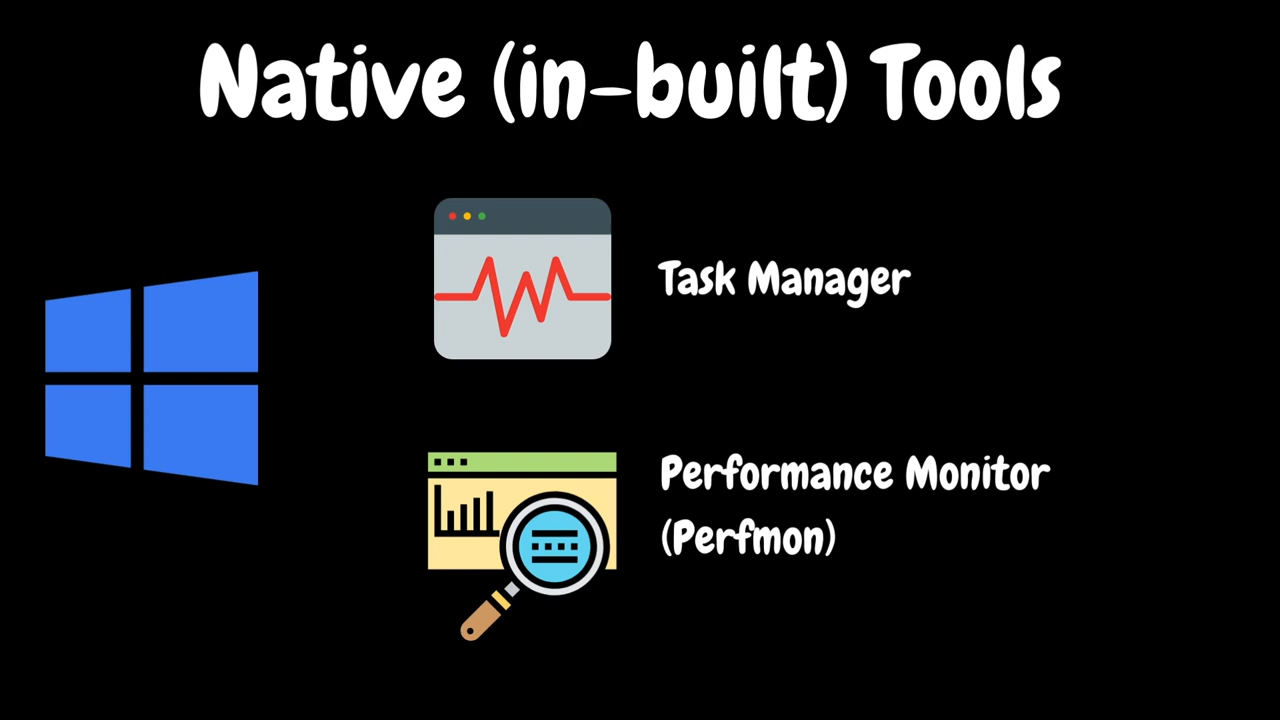 Native (in-built) Tools
Task Manager
Performance Monitor
(Perfmon)